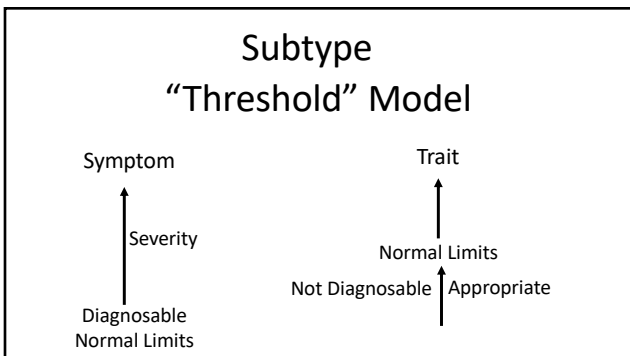 Subtype
“Threshold” Model
Symptom
Severity
Diagnosable
Normal Limits
Trait
Normal Limits
Not Diagnosable
Appropriate